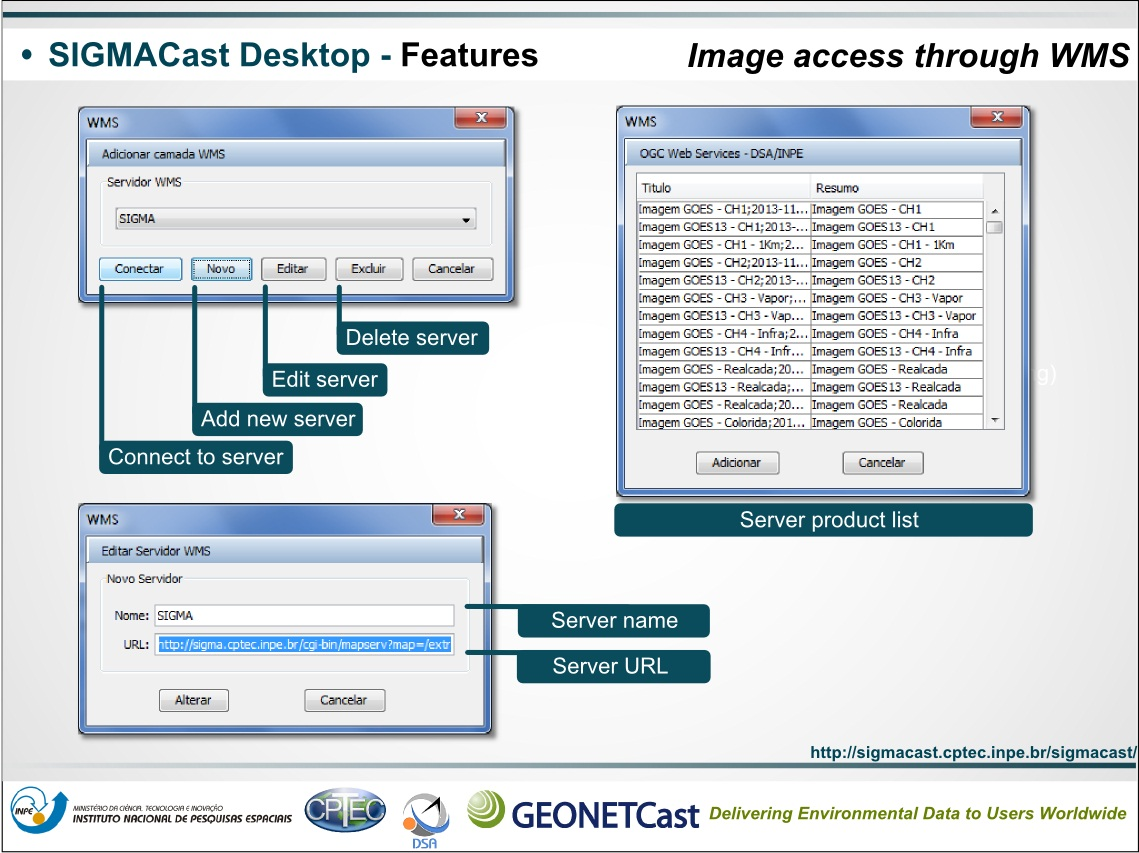 • SIGMACast Desktop - Features
Image access through WMS
WMS
x
Adicionar camada WMS
Servidor WMS
SIGMA
Conectar Novo Editar Excluir Cancelar
Delete server
Edit server
Add new server
Connect to server
WMS
x
OGC Web Services - DSA/INPE
Titulo Resumo
Imagem GOES - CH1;2013-11... Imagem GOES - CH1
Imagem GOES13 - CH1;2013-... Imagem GOES13 - CH1
Imagem GOES - CH1 - 1Km;2... Imagem GOES - CH1 - 1Km
Imagem GOES - CH2;2013-11... Imagem GOES - CH2
Imagem GOES13 - CH2;2013-... Imagem GOES13 - CH2
Imagem GOES - CH3 - Vapor;... Imagem GOES - CH3 - Vapor
Imagem GOES13 - CH3 - Vap... Imagem GOES13 - CH3 - Vapor
Imagem GOES - CH4 - Infra;2... Imagem GOES - CH4 - Infra
Imagem GOES13 - CH4 - Infr... Imagem GOES13 - CH4 - Infra
Imagem GOES - Realcada;20... Imagem GOES - Realcada
Imagem GOES13 - Realcada;... Imagem GOES13 - Realcada
Imagem GOES - Realcada;20... Imagem GOES - Realcada
Imagem GOES - Colorida;201... Imagem GOES - Colorida
g)
Adicionar Cancelar
Server product list
WMS
x
Editar Servidor WMS
Novo Servidor
Nome: SIGMA
URL: http://sigma.cptec.inpe.br/cgi-bin/mapserv?map=/extr
Alterar Cancelar
Server name
Server URL
http://sigmacast.cptec.inpe.br/sigmacast/
INPE
MINISTÉRIO DA CIÊNCIA, TECNOLOGIA E INOVAÇÃO
INSTITUTO NACIONAL DE PESQUISAS ESPACIAIS
CPTEC
DSA
GEONETCast
Delivering Environmental Data to Users Worldwide